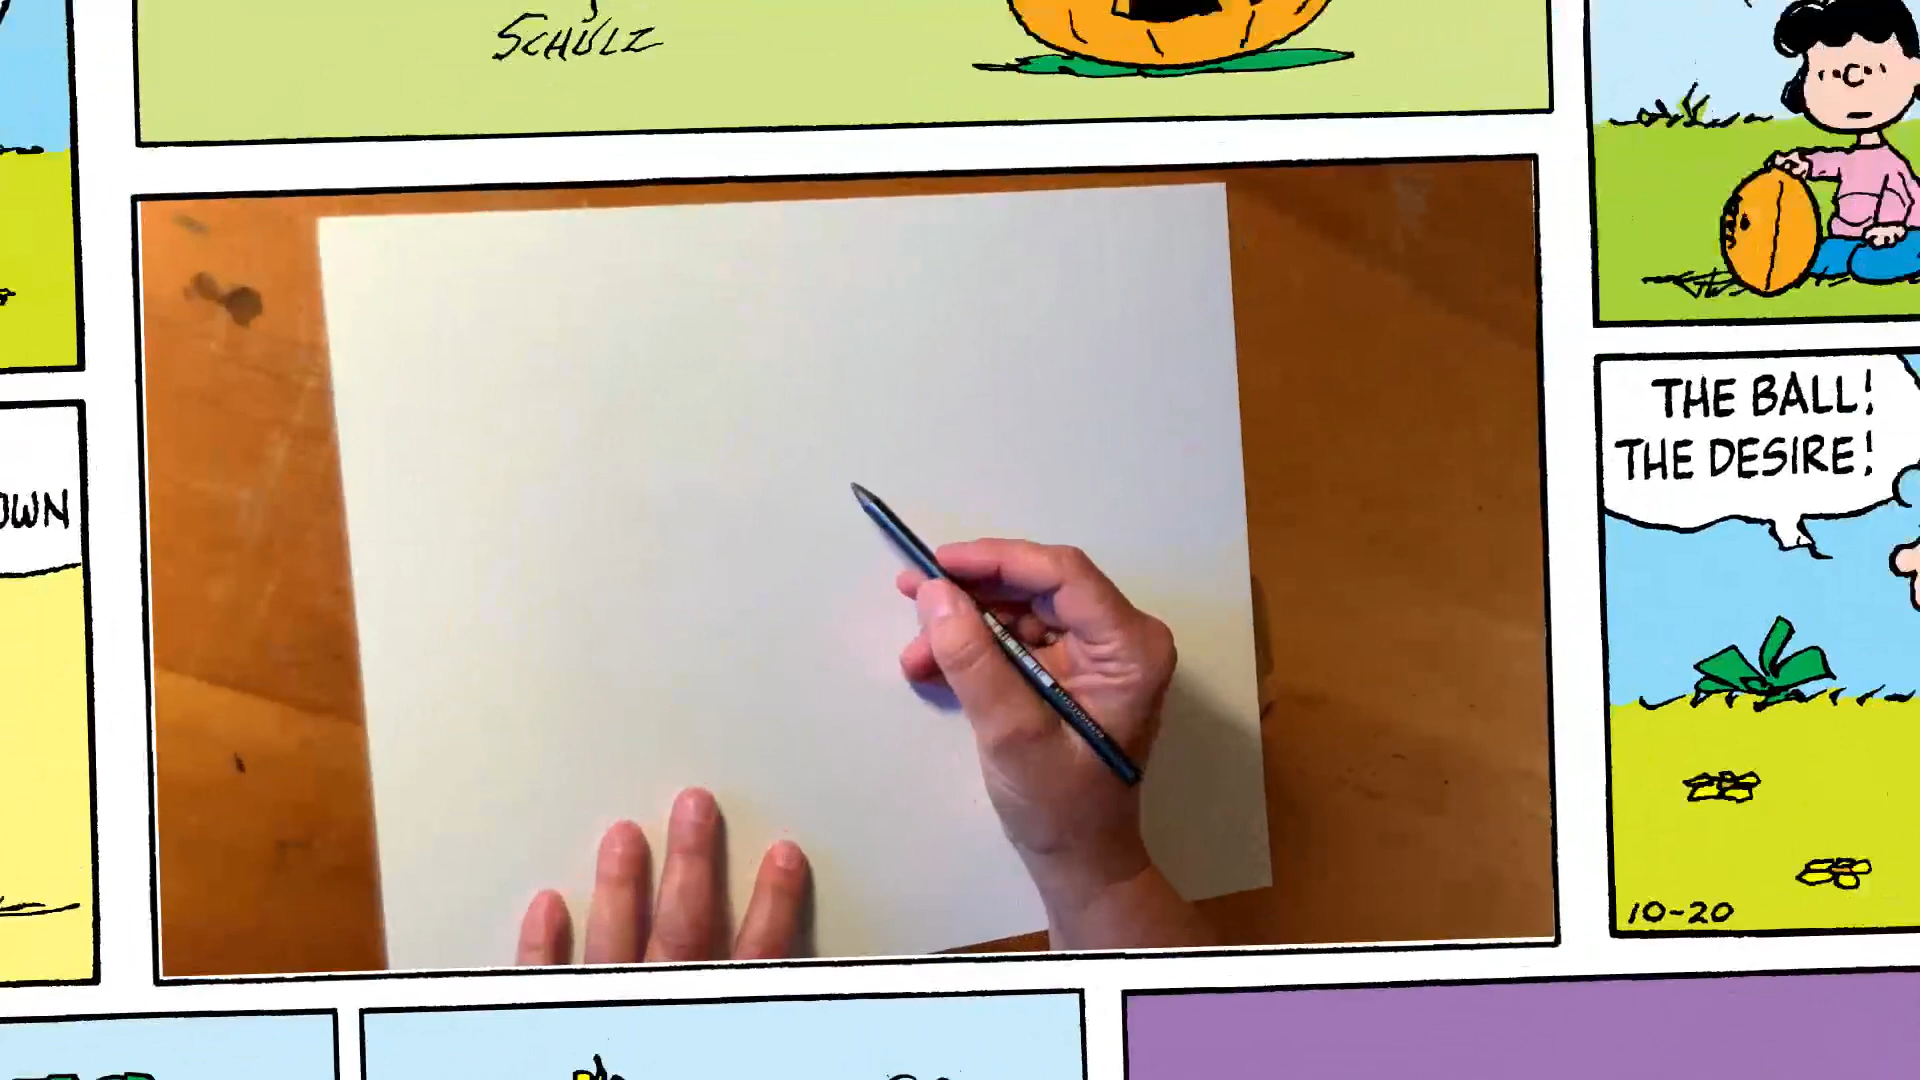 SCHULZ
OWN
THE BALL!
THE DESIRE!
10-20